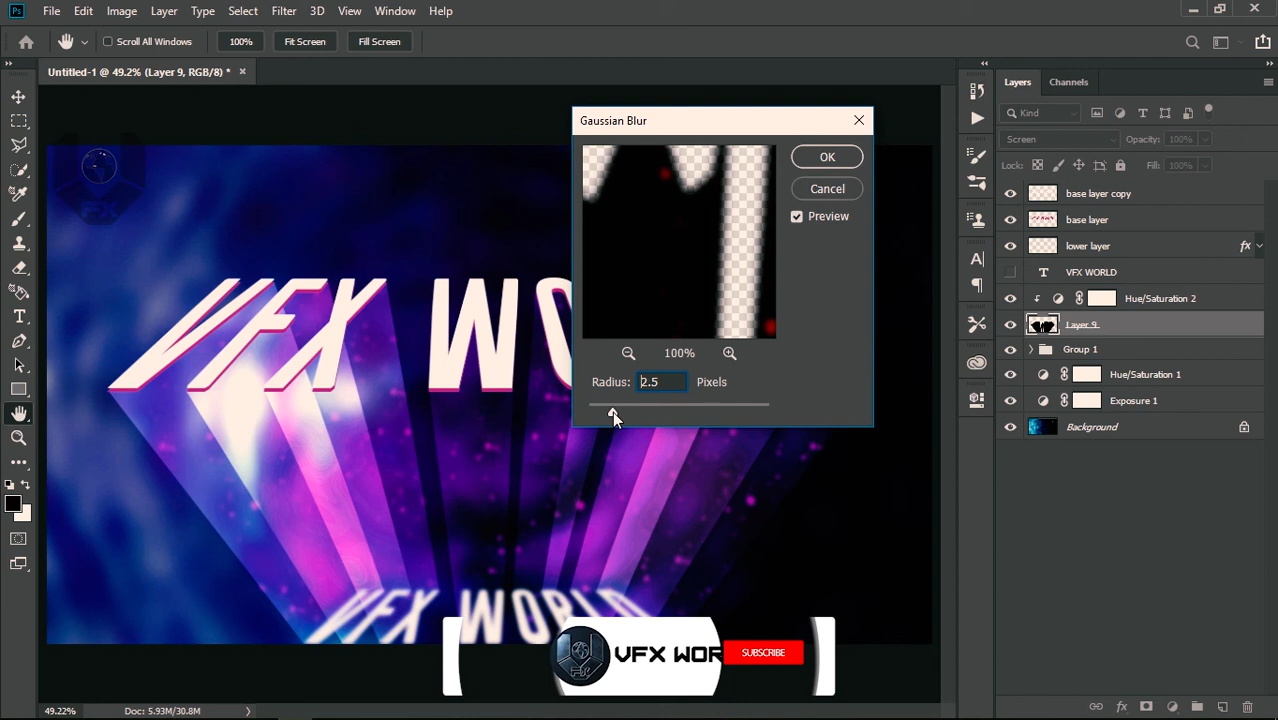 Ps File Edit Image Layer Type Select Filter 3D View Window Help
Scroll All Windows 100% Fit Screen Fill Screen
Untitled-1 @ 49.2% (Layer 9, RGB/8) *
FX
VFX WO
VFX WORLD
Gaussian Blur
OK
Cancel
Preview
100%
Radius: 2.5 Pixels
Layers Channels
Kind
Screen Opacity: 100%
Lock: Fill: 100%
base layer copy
base layer
lower layer fx
T VFX WORLD
Hue/Saturation 2
Layer 9
Group 1
Hue/Saturation 1
Exposure 1
Background
VFX WOR SUBSCRIBE
49.22% Doc: 5.93M/30.8M